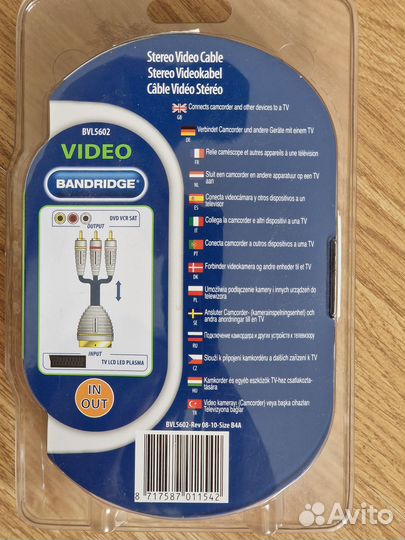 Stereo Video Cable
Stereo Videokabel
Câble Vidéo Stéréo
BVL5602
VIDEO
BANDRIDGE®
DVD VCR SAT
OUTPUT
INPUT
TV LCD LED PLASMA
IN
OUT
GB
Connects camcorder and other devices to a TV
DE
Verbindet Camcorder und andere Geräte mit einem TV
FR
Relie caméscope et autres appareils à une télévision
NL
Sluit een camcorder en andere apparatuur op een TV
aan
ES
Conecta videocámara y otros dispositivos a un
televisor
IT
Collega la camcorder e altri dispositivi a una TV
PT
Conecta camcorder a outros dispositivos a uma TV
DK
Forbinder videokamera og andre enheder til et TV
PL
Umożliwia podłączenie kamery i innych urządzeń do
telewizora
SE
Ansluter Camcorder- (kamerainspelningsenhet) och
andra anordningar till en TV
RU
Подключение камкордера и других устройств к телевизору
CZ
Slouží k připojení kamkordéru a dalších zařízení k TV
HU
Kamkorder és egyéb eszközök TV-hez csatlakozta-
tására
TR
Video kamerayı (Camcorder) veya başka cihazları
Televizyona bağlar
BVL5602-Rev 08-10-Size B4A
8 717587 011542
Avito